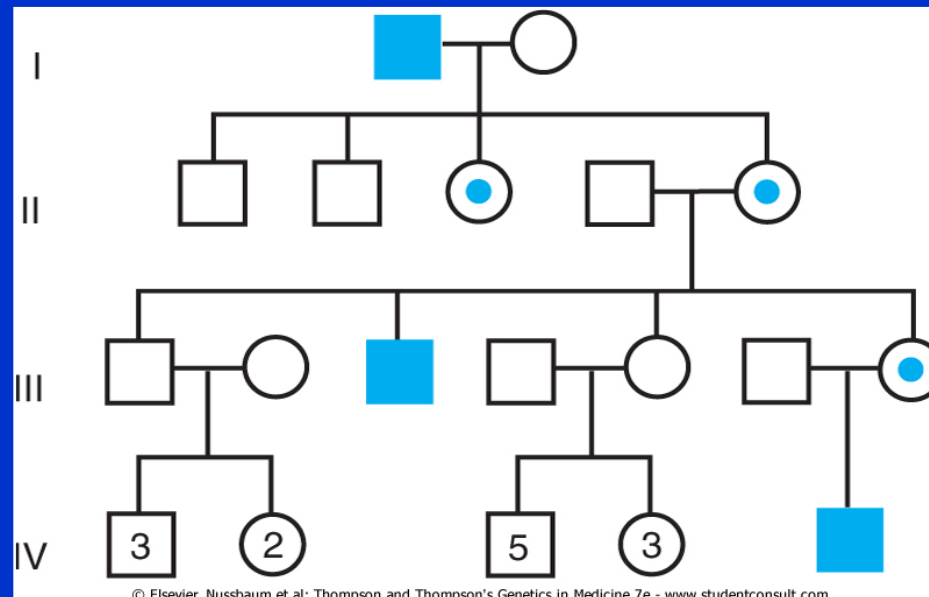 I
II
III
IV
3 2 5 3
© Elsevier. Nussbaum et al: Thompson and Thompson's Genetics in Medicine 7e - www.studentconsult.com